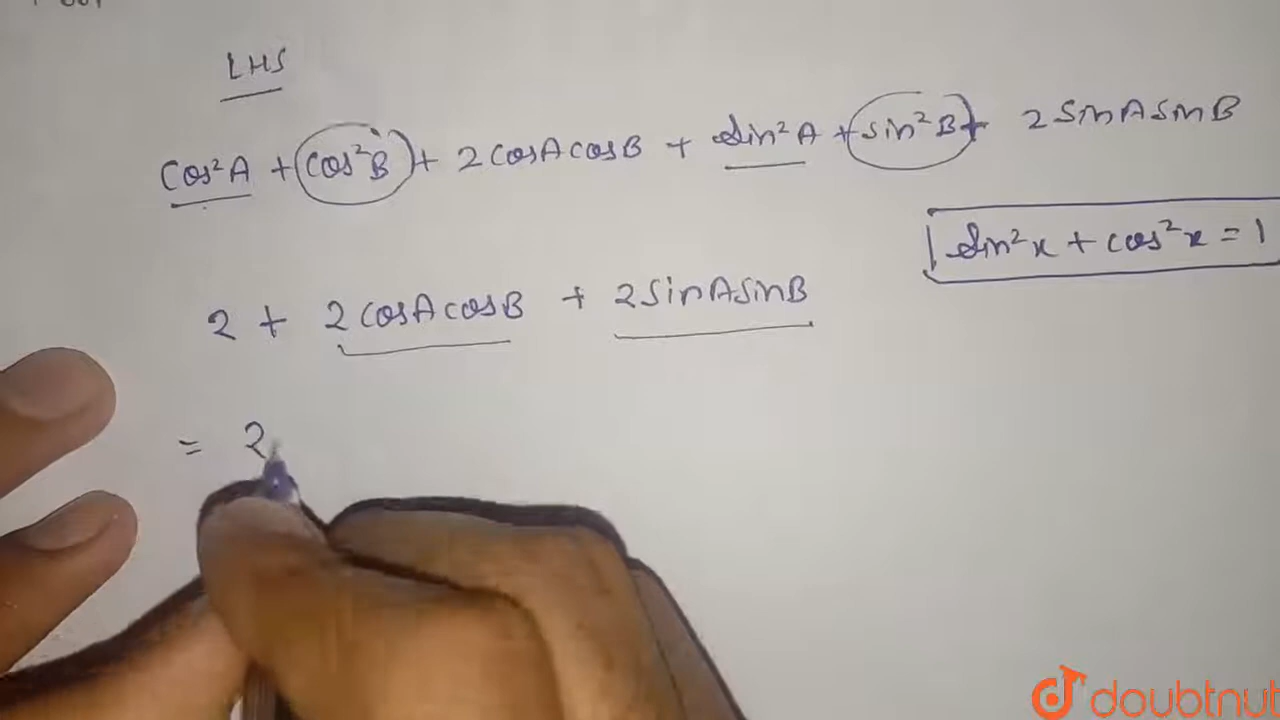 LHS
cos²A + cos²B + 2cosAcosB + sin²A + sin²B + 2SinASinB
sin²x + cos²x = 1
2 + 2cosAcosB + 2sinAsinB
= 2
doubtnut